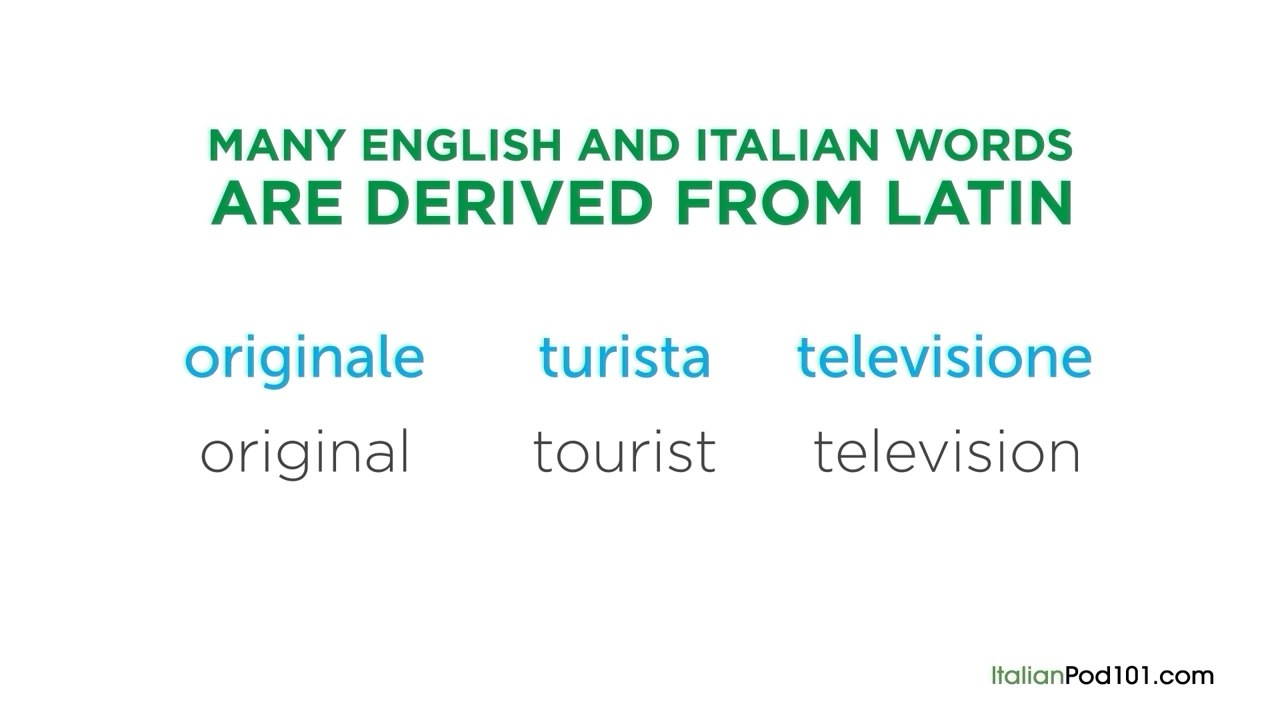 MANY ENGLISH AND ITALIAN WORDS
ARE DERIVED FROM LATIN
originale turista televisione
original tourist television
ItalianPod101.com